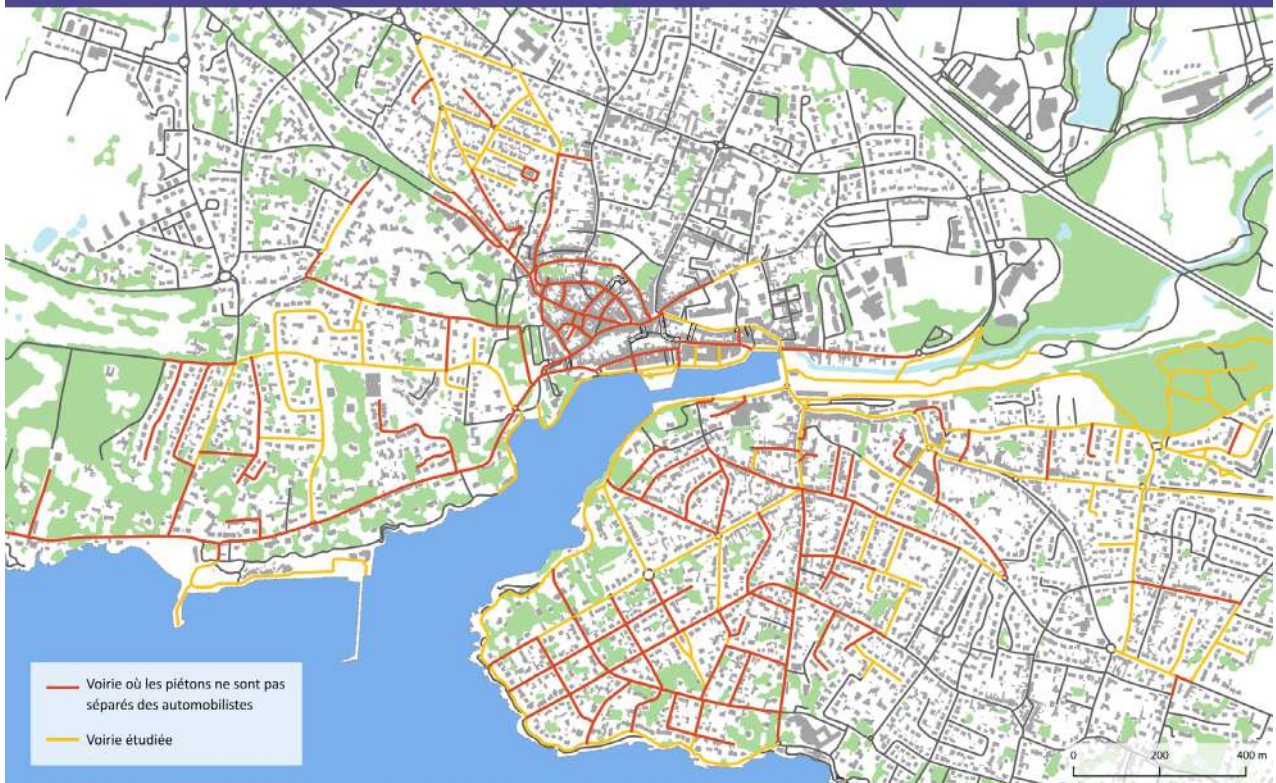 Voirie où les piétons ne sont pas
séparés des automobilistes
Voirie étudiée
0 200 400 m